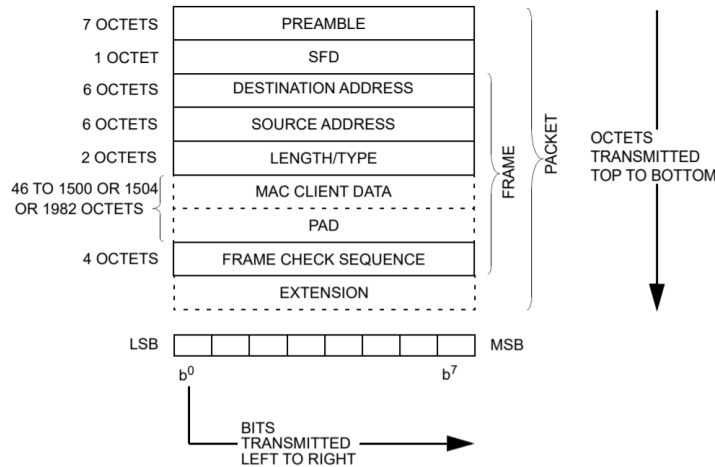 7 OCTETS PREAMBLE
1 OCTET SFD
6 OCTETS DESTINATION ADDRESS
6 OCTETS SOURCE ADDRESS
2 OCTETS LENGTH/TYPE
46 TO 1500 OR 1504
OR 1982 OCTETS
MAC CLIENT DATA
PAD
4 OCTETS FRAME CHECK SEQUENCE
EXTENSION
FRAME
PACKET
OCTETS
TRANSMITTED
TOP TO BOTTOM
LSB MSB
b0 b7
BITS
TRANSMITTED
LEFT TO RIGHT